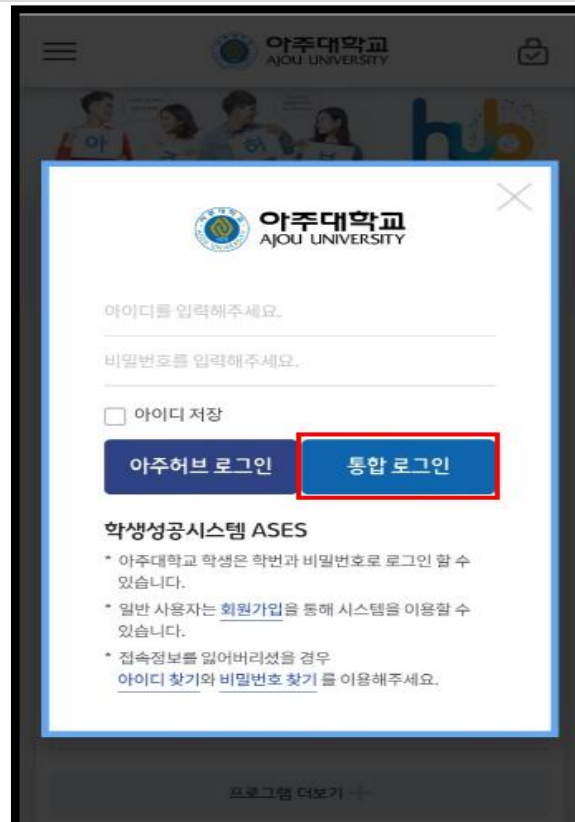 아주대학교
AJOU UNIVERSITY
아 주 허 브
hub
아주대학교
AJOU UNIVERSITY
아이디를 입력해주세요.
비밀번호를 입력해주세요.
아이디 저장
아주허브 로그인 통합 로그인
학생성공시스템 ASES
* 아주대학교 학생은 학번과 비밀번호로 로그인 할 수
있습니다.
* 일반 사용자는 회원가입을 통해 시스템을 이용할 수
있습니다.
* 접속정보를 잃어버리셨을 경우
아이디 찾기와 비밀번호 찾기 를 이용해주세요.
프로그램 더보기 +